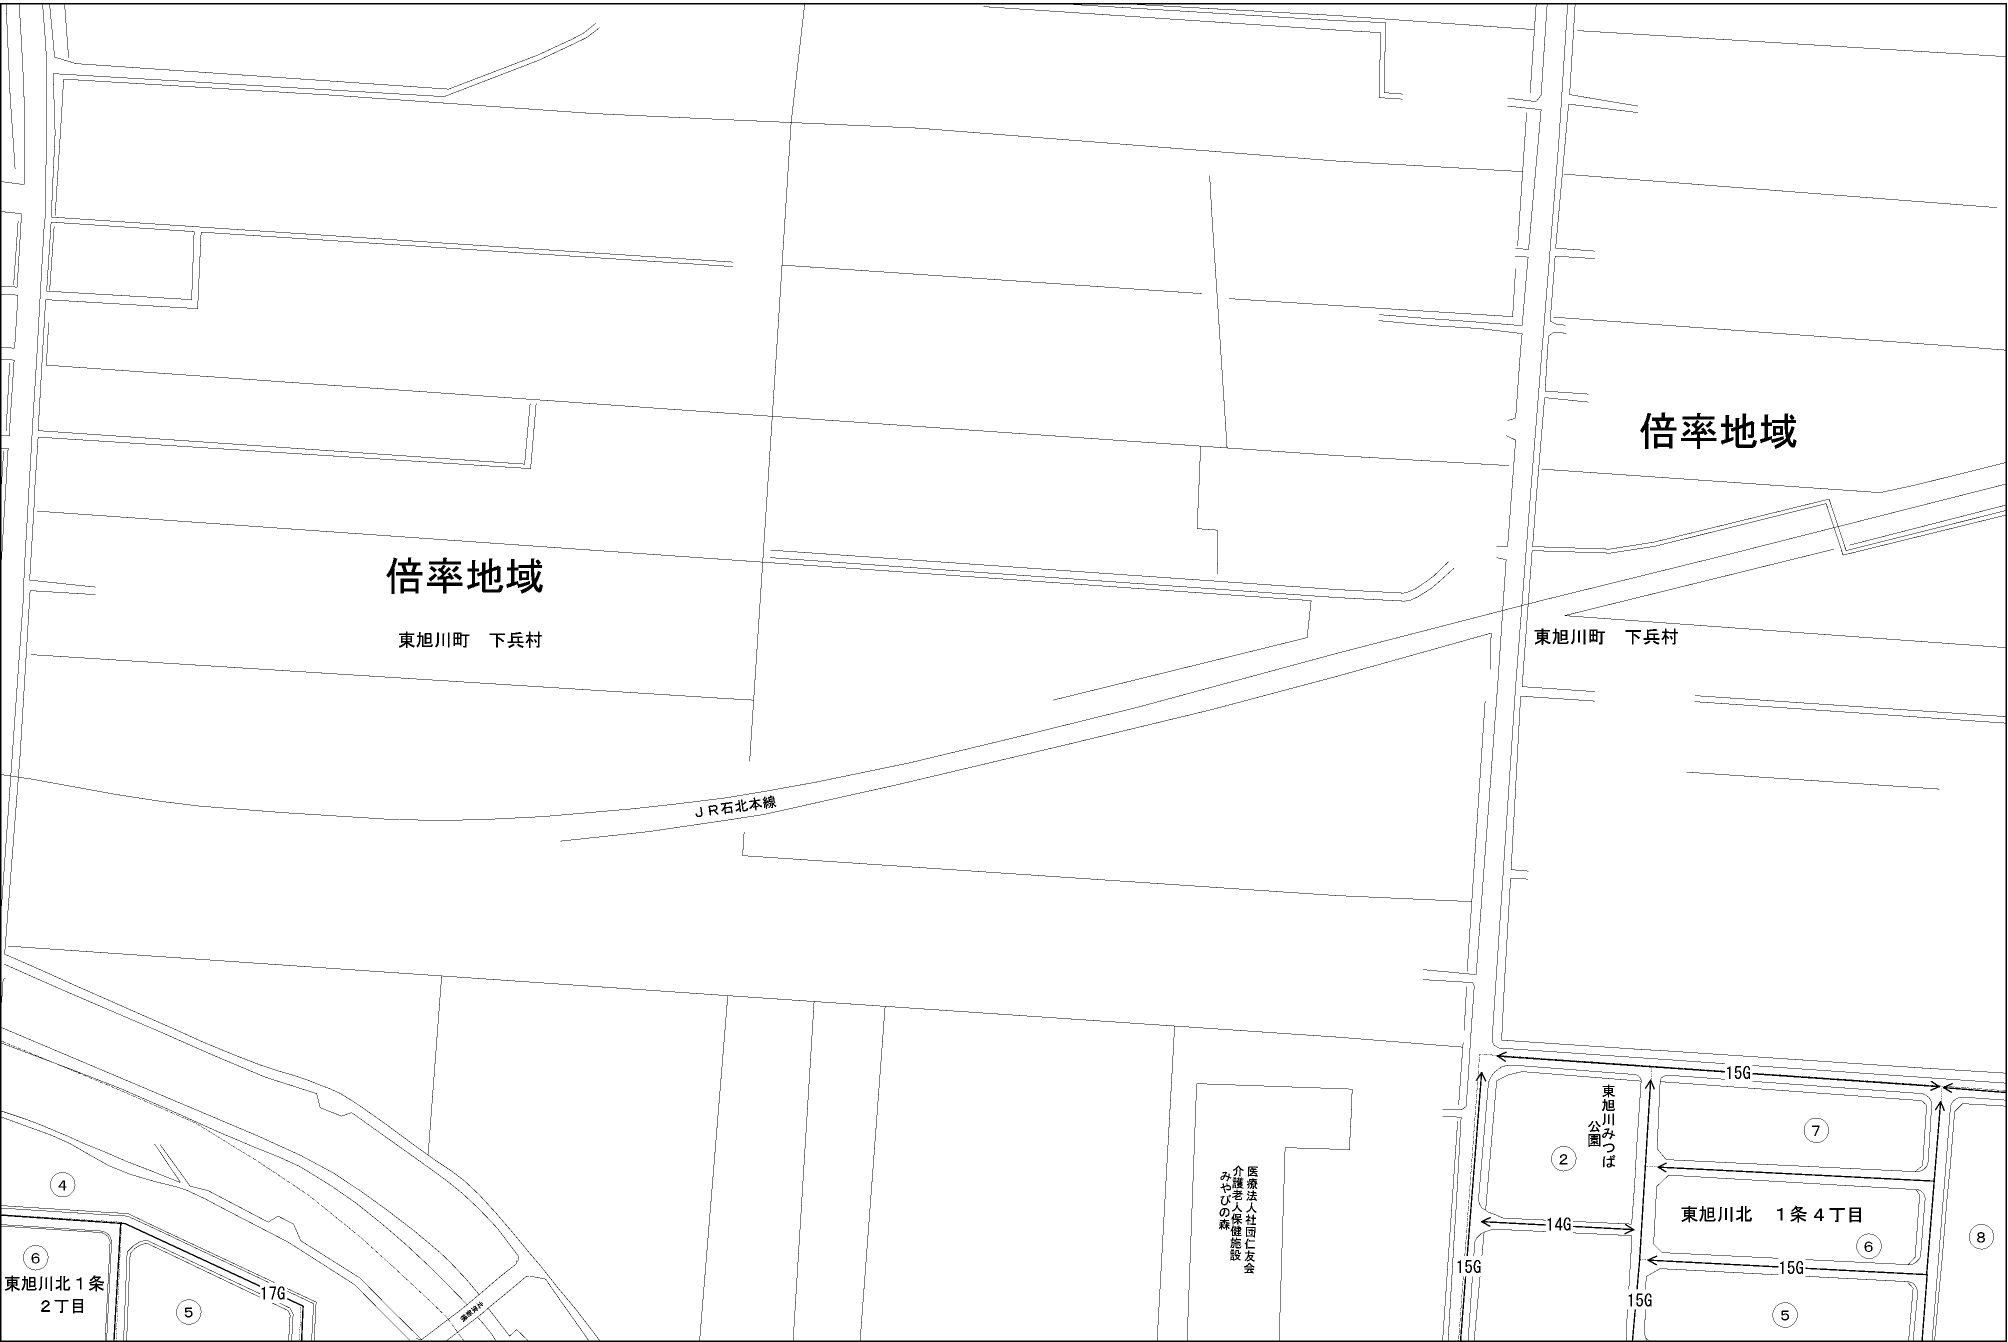 倍率地域
倍率地域
東旭川町　下兵村
東旭川町　下兵村
ＪＲ石北本線
15G
東旭川みつば
公園
⑦
②
④
医療法人社団仁友会
介護老人保健施設
みやびの森
東旭川北　１条４丁目
14G
⑥
⑧
⑥
東旭川北１条
２丁目
15G
15G
17G
15G
⑤
⑤